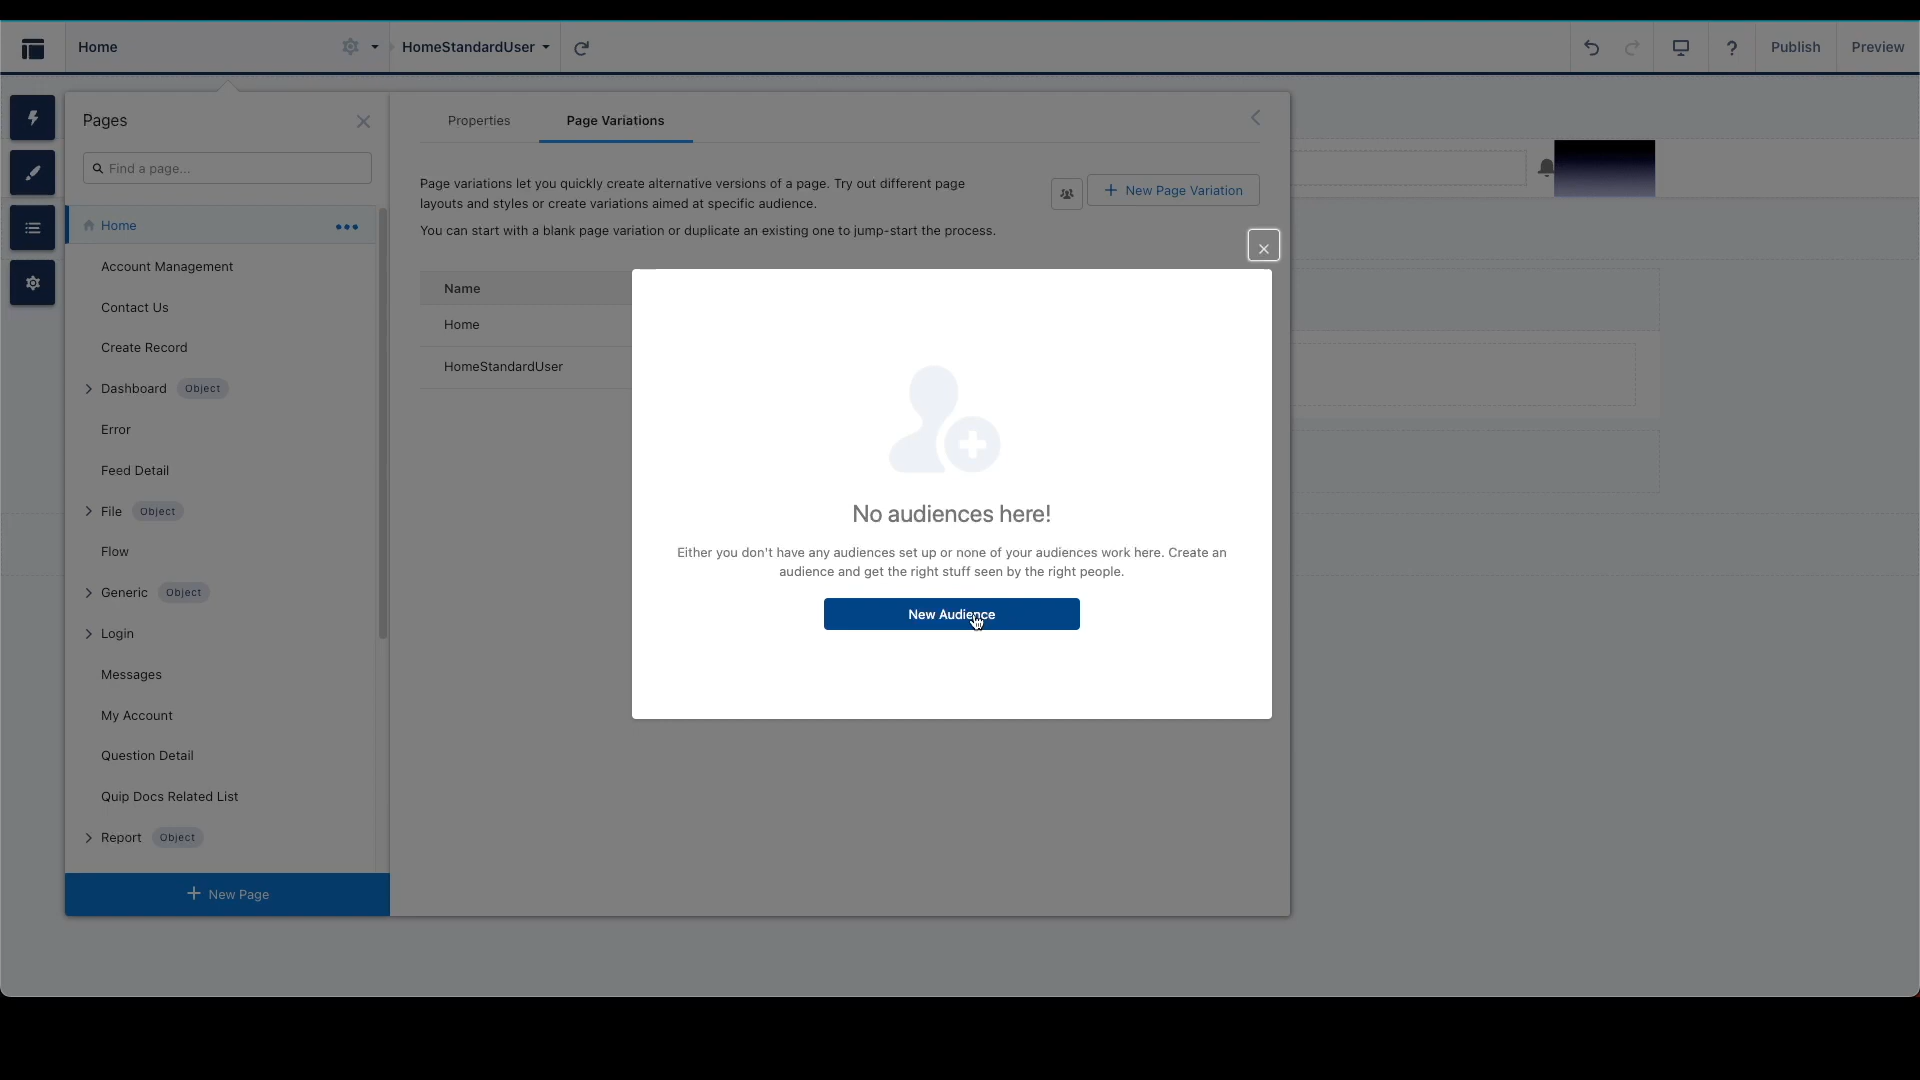 Home
HomeStandardUser
?
Publish
Preview
Pages
Find a page...
Home
Account Management
Contact Us
Create Record
Dashboard Object
Error
Feed Detail
File Object
Flow
Generic Object
Login
Messages
My Account
Question Detail
Quip Docs Related List
Report Object
+ New Page
Properties
Page Variations
Page variations let you quickly create alternative versions of a page. Try out different page
layouts and styles or create variations aimed at specific audience.
You can start with a blank page variation or duplicate an existing one to jump-start the process.
+ New Page Variation
Name
Home
HomeStandardUser
No audiences here!
Either you don't have any audiences set up or none of your audiences work here. Create an
audience and get the right stuff seen by the right people.
New Audience